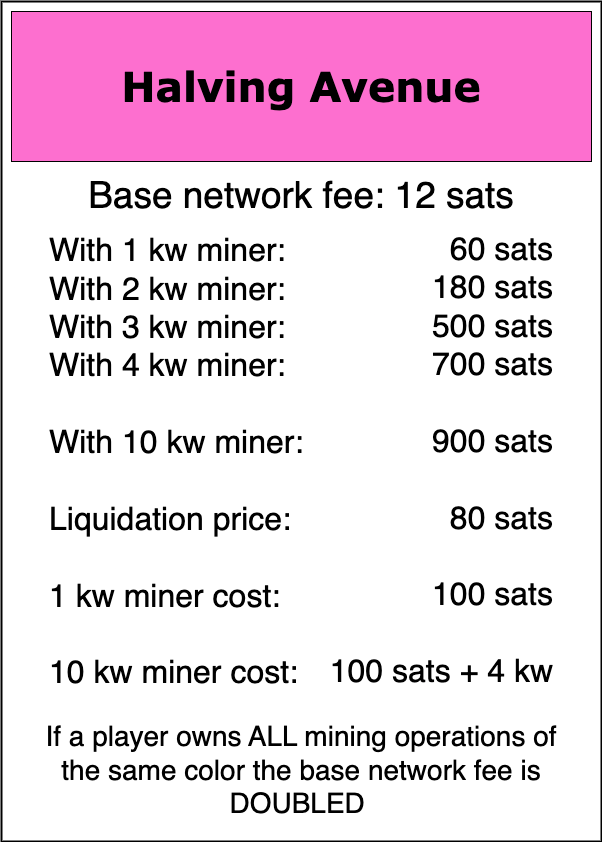 Halving Avenue
Base network fee: 12 sats
With 1 kw miner: 60 sats
With 2 kw miner: 180 sats
With 3 kw miner: 500 sats
With 4 kw miner: 700 sats
With 10 kw miner: 900 sats
Liquidation price: 80 sats
1 kw miner cost: 100 sats
10 kw miner cost: 100 sats + 4 kw
If a player owns ALL mining operations of
the same color the base network fee is
DOUBLED